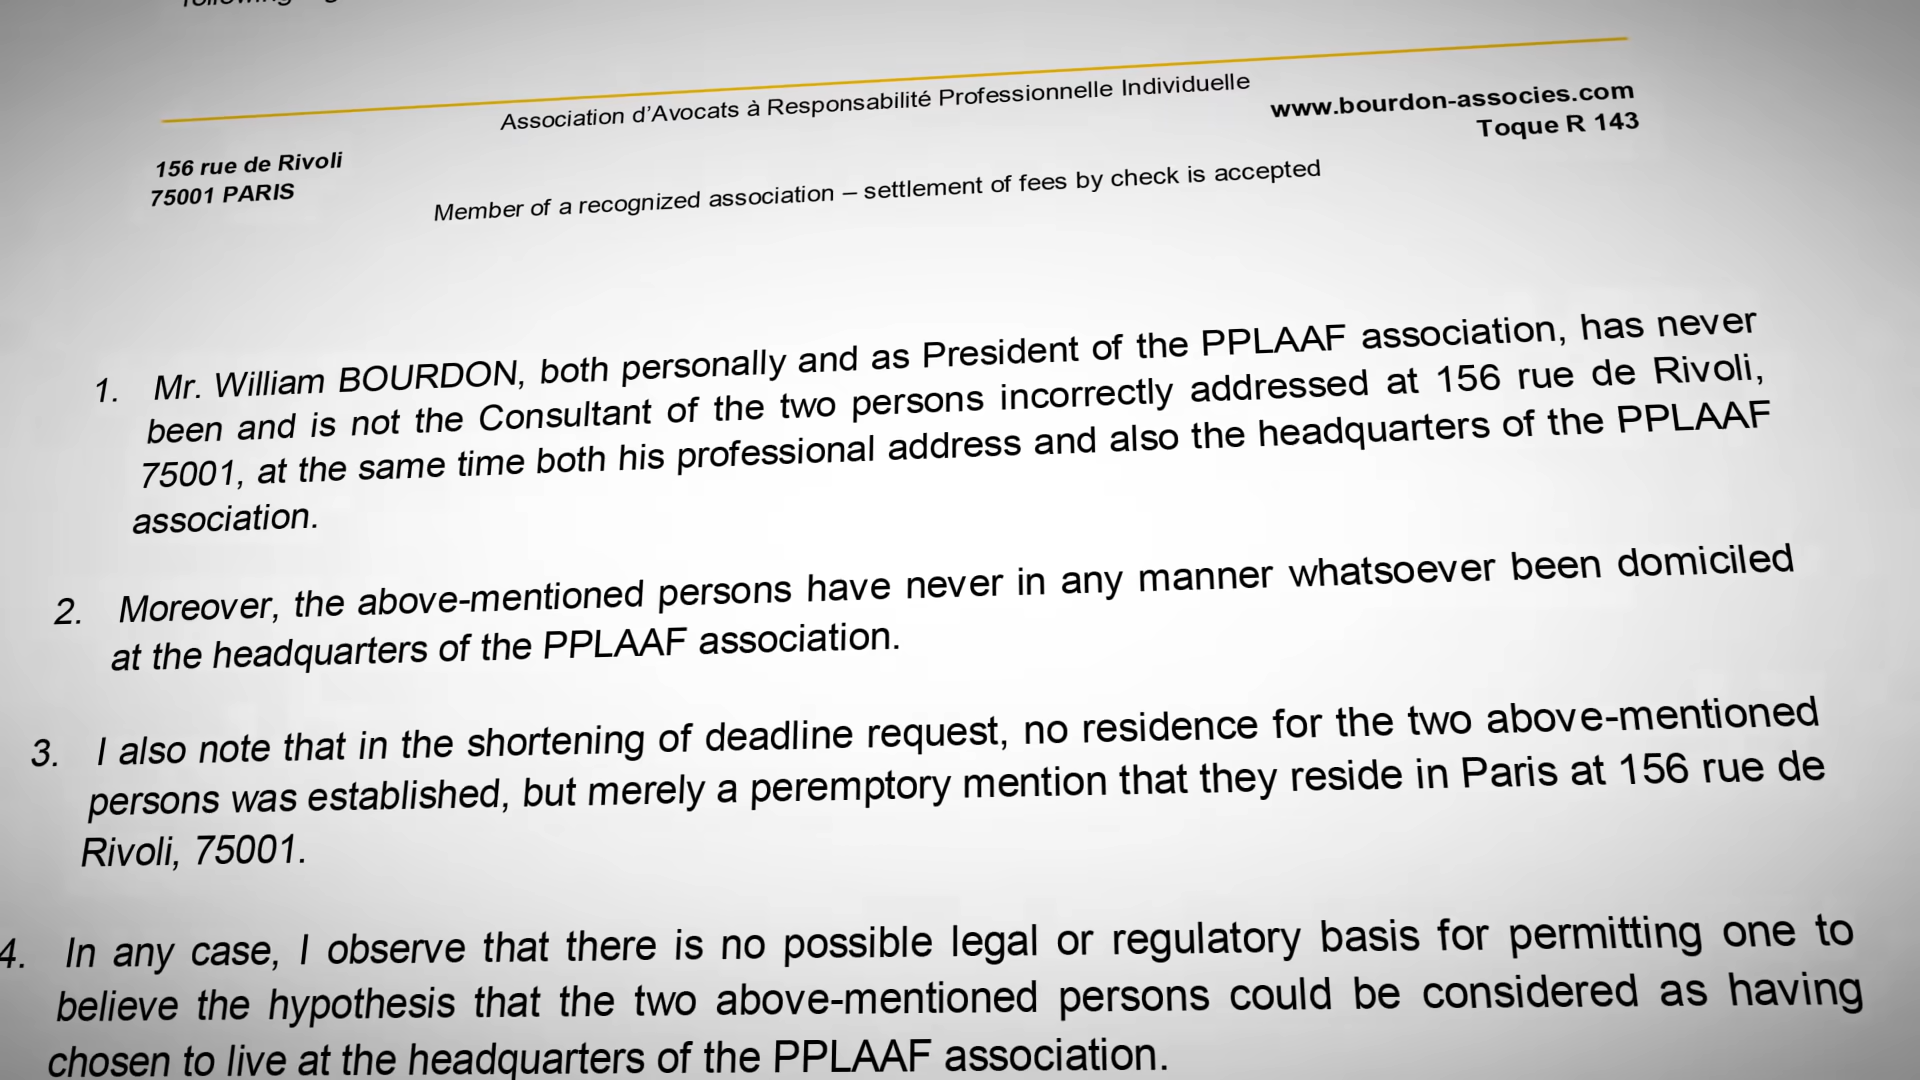 Association d'Avocats à Responsabilité Professionnelle Individuelle
www.bourdon-associes.com
Toque R 143
156 rue de Rivoli
75001 PARIS
Member of a recognized association – settlement of fees by check is accepted
1. Mr. William BOURDON, both personally and as President of the PPLAAF association, has never
been and is not the Consultant of the two persons incorrectly addressed at 156 rue de Rivoli,
75001, at the same time both his professional address and also the headquarters of the PPLAAF
association.
2. Moreover, the above-mentioned persons have never in any manner whatsoever been domiciled
at the headquarters of the PPLAAF association.
3. I also note that in the shortening of deadline request, no residence for the two above-mentioned
persons was established, but merely a peremptory mention that they reside in Paris at 156 rue de
Rivoli, 75001.
4. In any case, I observe that there is no possible legal or regulatory basis for permitting one to
believe the hypothesis that the two above-mentioned persons could be considered as having
chosen to live at the headquarters of the PPLAAF association.